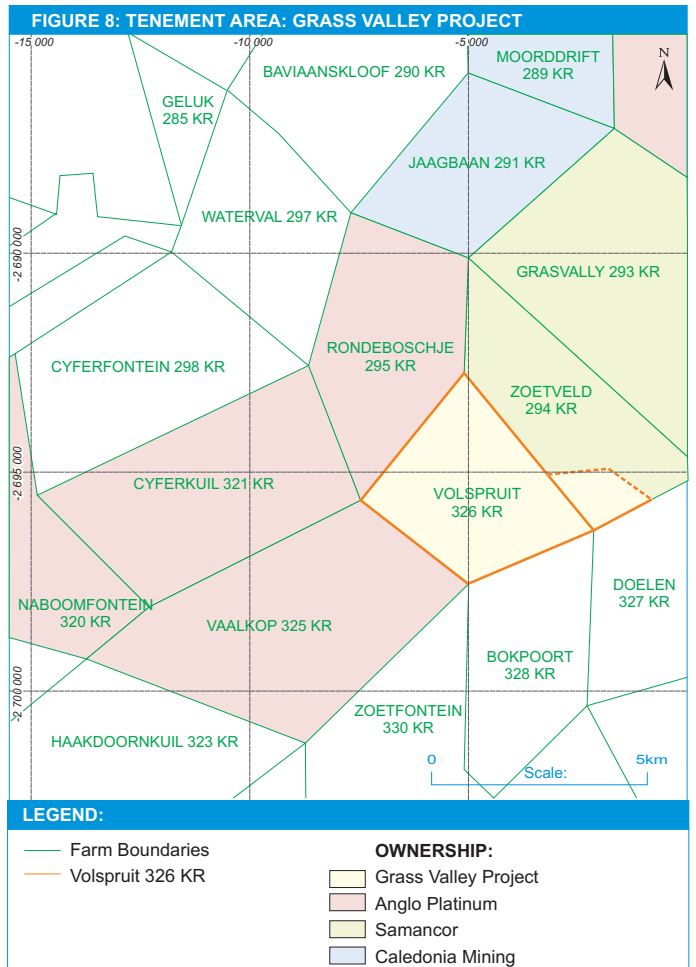 FIGURE 8: TENEMENT AREA: GRASS VALLEY PROJECT
-15 000
-10 000
-5 000
N
MOORDDRIFT
289 KR
BAVIAANSKLOOF 290 KR
GELUK
285 KR
JAAGBAAN 291 KR
WATERVAL 297 KR
-2 690 000
GRASVALLY 293 KR
RONDEBOSCHJE
295 KR
CYFERFONTEIN 298 KR
ZOETVELD
294 KR
-2 695 000
CYFERKUIL 321 KR
VOLSPRUIT
326 KR
DOELEN
327 KR
NABOOMFONTEIN
320 KR
VAALKOP 325 KR
BOKPOORT
328 KR
-2 700 000
ZOETFONTEIN
330 KR
HAAKDOORNKUIL 323 KR
0
5km
Scale:
LEGEND:
Farm Boundaries
Volspruit 326 KR
OWNERSHIP:
Grass Valley Project
Anglo Platinum
Samancor
Caledonia Mining